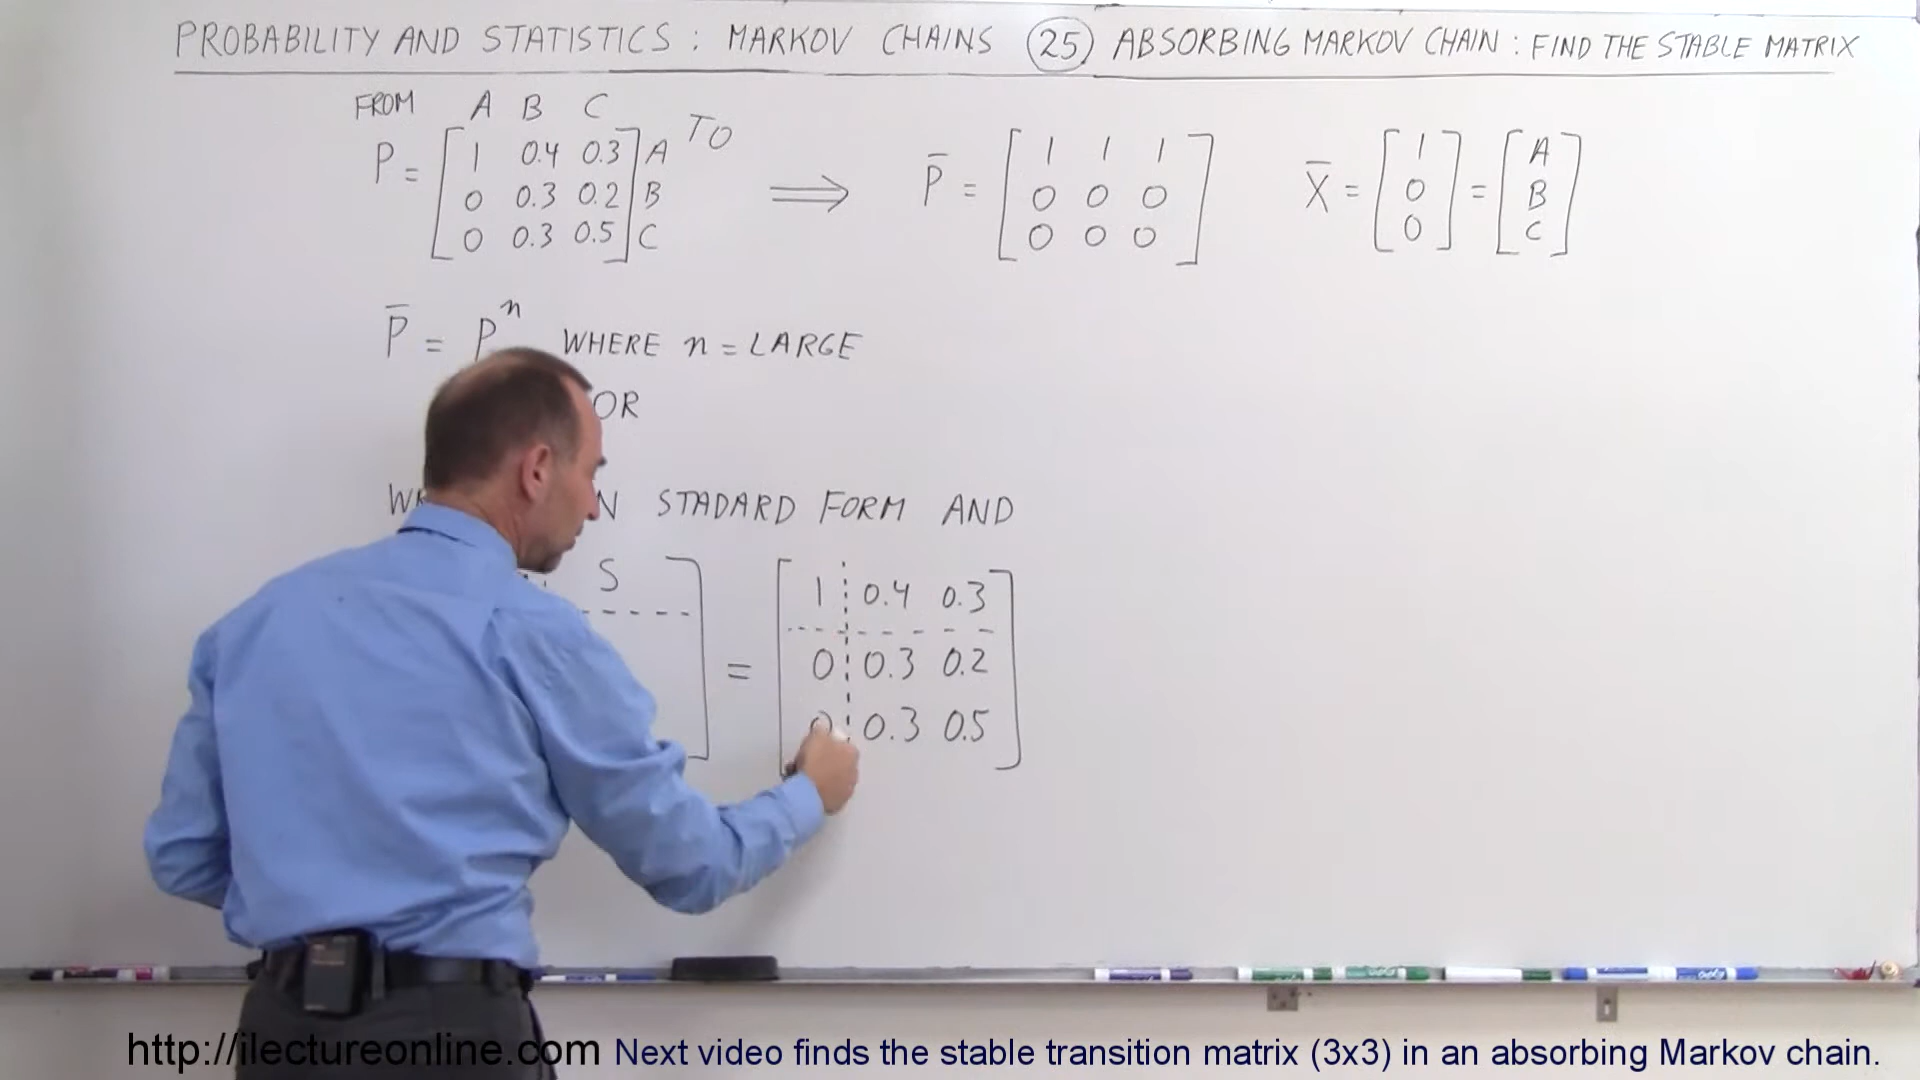 PROBABILITY AND STATISTICS : MARKOV CHAINS 25 ABSORBING MARKOV CHAIN : FIND THE STABLE MATRIX
FROM A B C TO
P = [ 1 0.4 0.3 ] A
0 0.3 0.2 B
0 0.3 0.5 C
⟹ P̄ = [ 1 1 1
0 0 0
0 0 0 ]
X̄ = [ 1 0 0 ] = [ A B C ]
P̄ = Pⁿ WHERE n = LARGE
OR
STADARD FORM AND
S
= [ 1 0.4 0.3
0 0.3 0.2
0 0.3 0.5 ]
http://ilectureonline.com Next video finds the stable transition matrix (3x3) in an absorbing Markov chain.